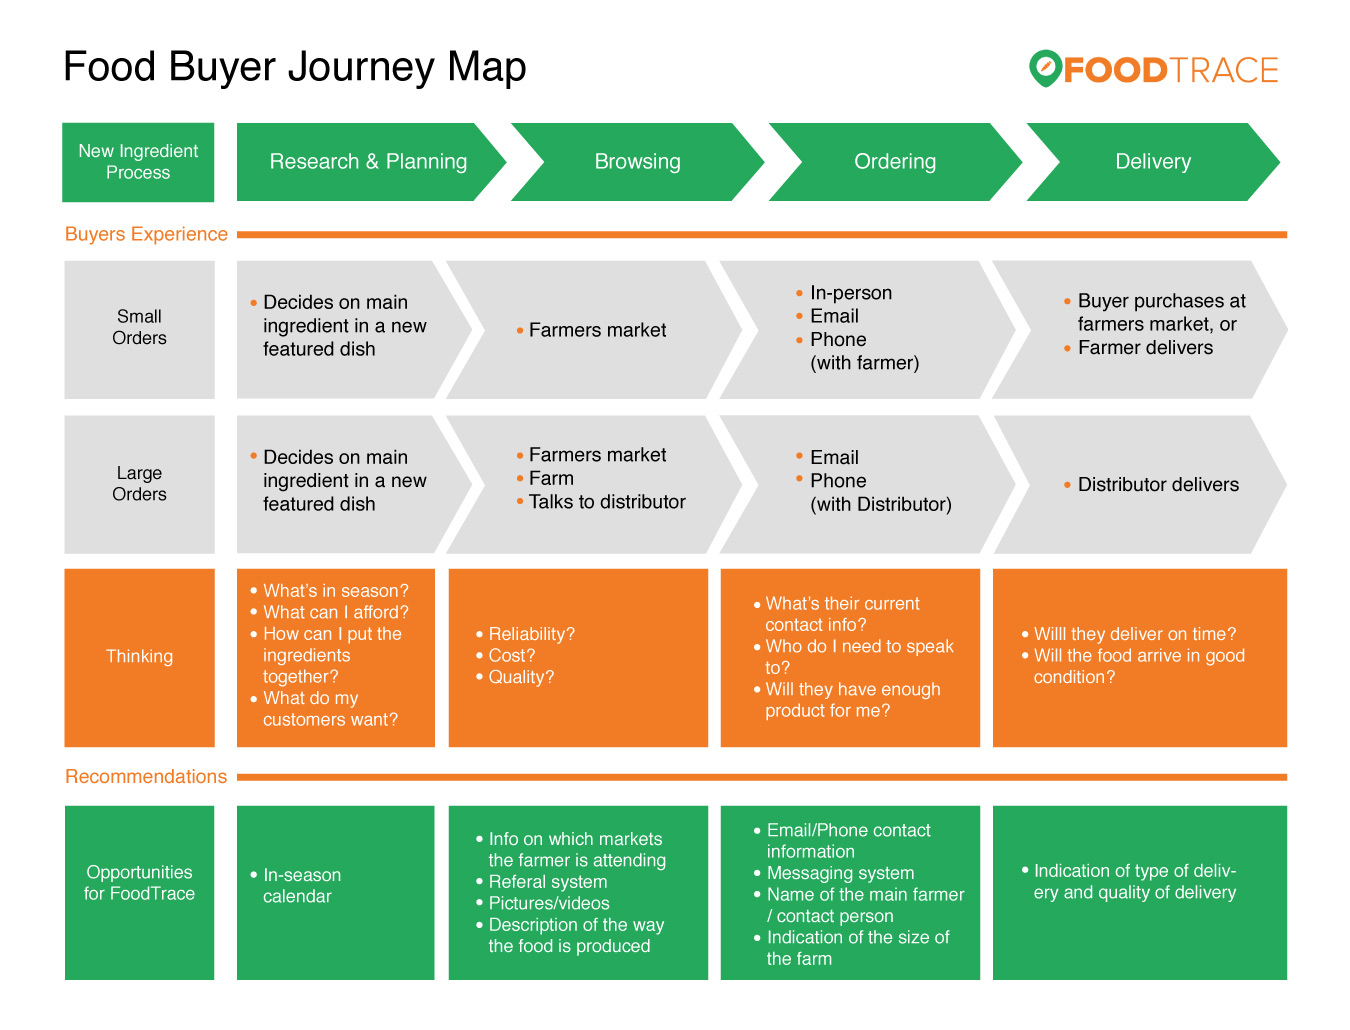 Food Buyer Journey Map
FOODTRACE
New Ingredient
Process
Research & Planning
Browsing
Ordering
Delivery
Buyers Experience
Small
Orders
• Decides on main
ingredient in a new
featured dish
• Farmers market
• In-person
• Email
• Phone
(with farmer)
• Buyer purchases at
farmers market, or
• Farmer delivers
Large
Orders
• Decides on main
ingredient in a new
featured dish
• Farmers market
• Farm
• Talks to distributor
• Email
• Phone
(with Distributor)
• Distributor delivers
Thinking
• What's in season?
• What can I afford?
• How can I put the
ingredients
together?
• What do my
customers want?
• Reliability?
• Cost?
• Quality?
• What's their current
contact info?
• Who do I need to speak
to?
• Will they have enough
product for me?
• Willl they deliver on time?
• Will the food arrive in good
condition?
Recommendations
Opportunities
for FoodTrace
• In-season
calendar
• Info on which markets
the farmer is attending
• Referal system
• Pictures/videos
• Description of the way
the food is produced
• Email/Phone contact
information
• Messaging system
• Name of the main farmer
/ contact person
• Indication of the size of
the farm
• Indication of type of deliv-
ery and quality of delivery